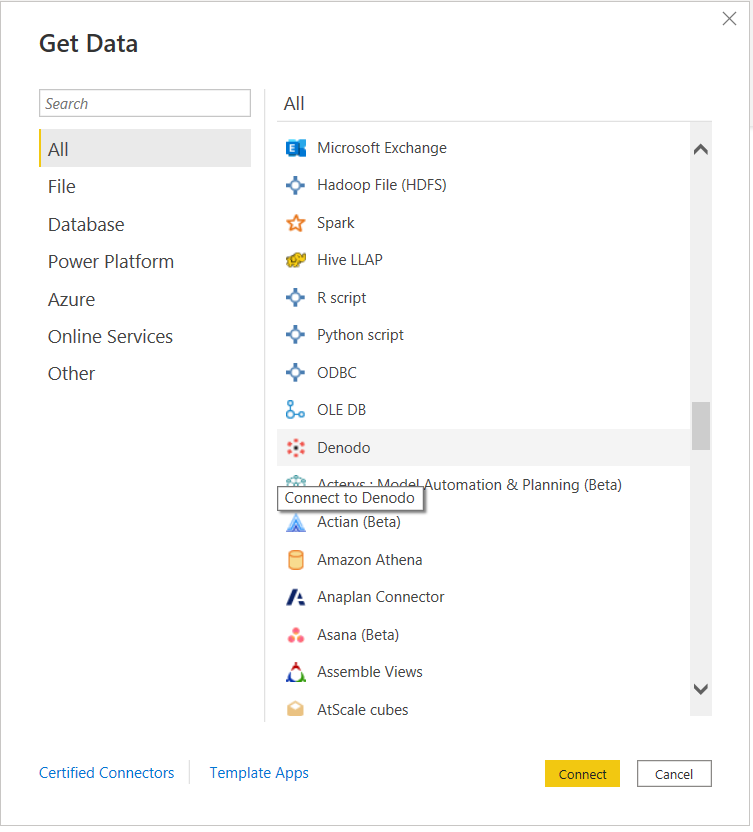 Get Data
Search
All
File
Database
Power Platform
Azure
Online Services
Other
All
Microsoft Exchange
Hadoop File (HDFS)
Spark
Hive LLAP
R script
Python script
ODBC
OLE DB
Denodo
Acterys : Model Automation & Planning (Beta)
Connect to Denodo
Actian (Beta)
Amazon Athena
Anaplan Connector
Asana (Beta)
Assemble Views
AtScale cubes
Certified Connectors
Template Apps
Connect
Cancel